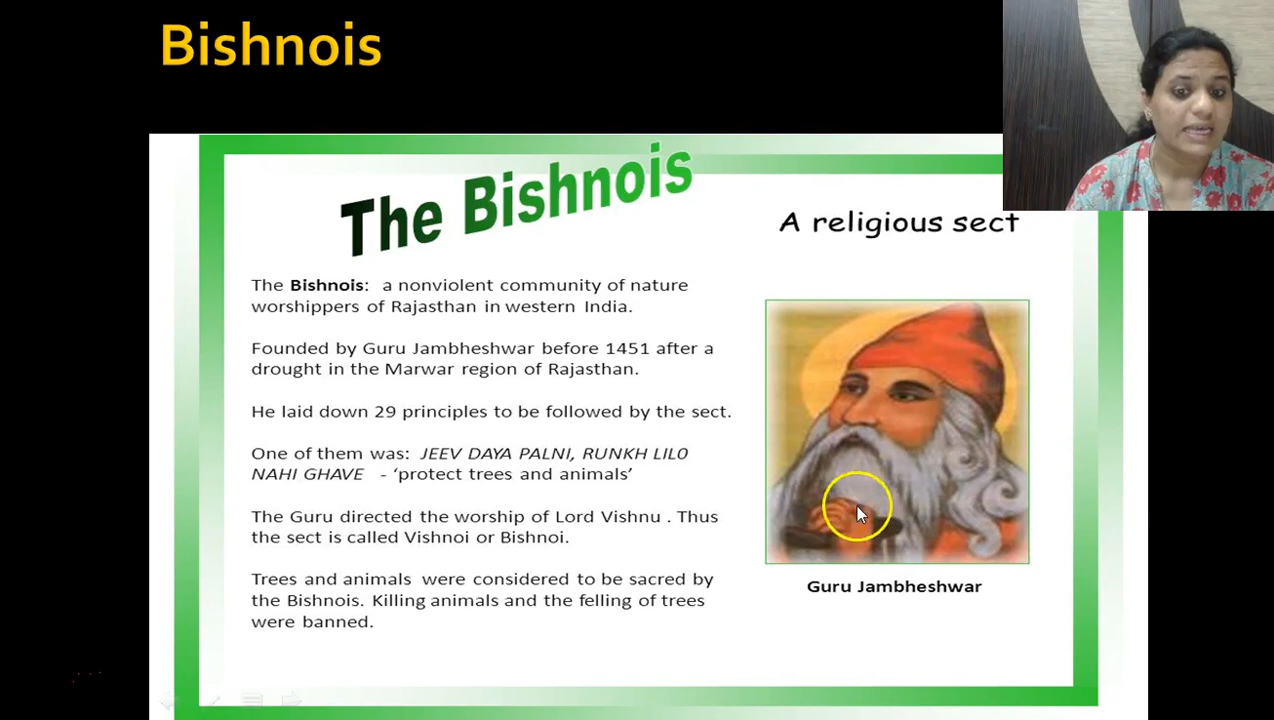 Bishnois
The Bishnois
A religious sect
The Bishnois: a nonviolent community of nature
worshippers of Rajasthan in western India.
Founded by Guru Jambheshwar before 1451 after a
drought in the Marwar region of Rajasthan.
He laid down 29 principles to be followed by the sect.
One of them was: JEEV DAYA PALNI, RUNKH LIL0
NAHI GHAVE - ‘protect trees and animals’
The Guru directed the worship of Lord Vishnu . Thus
the sect is called Vishnoi or Bishnoi.
Trees and animals were considered to be sacred by
the Bishnois. Killing animals and the felling of trees
were banned.
Guru Jambheshwar